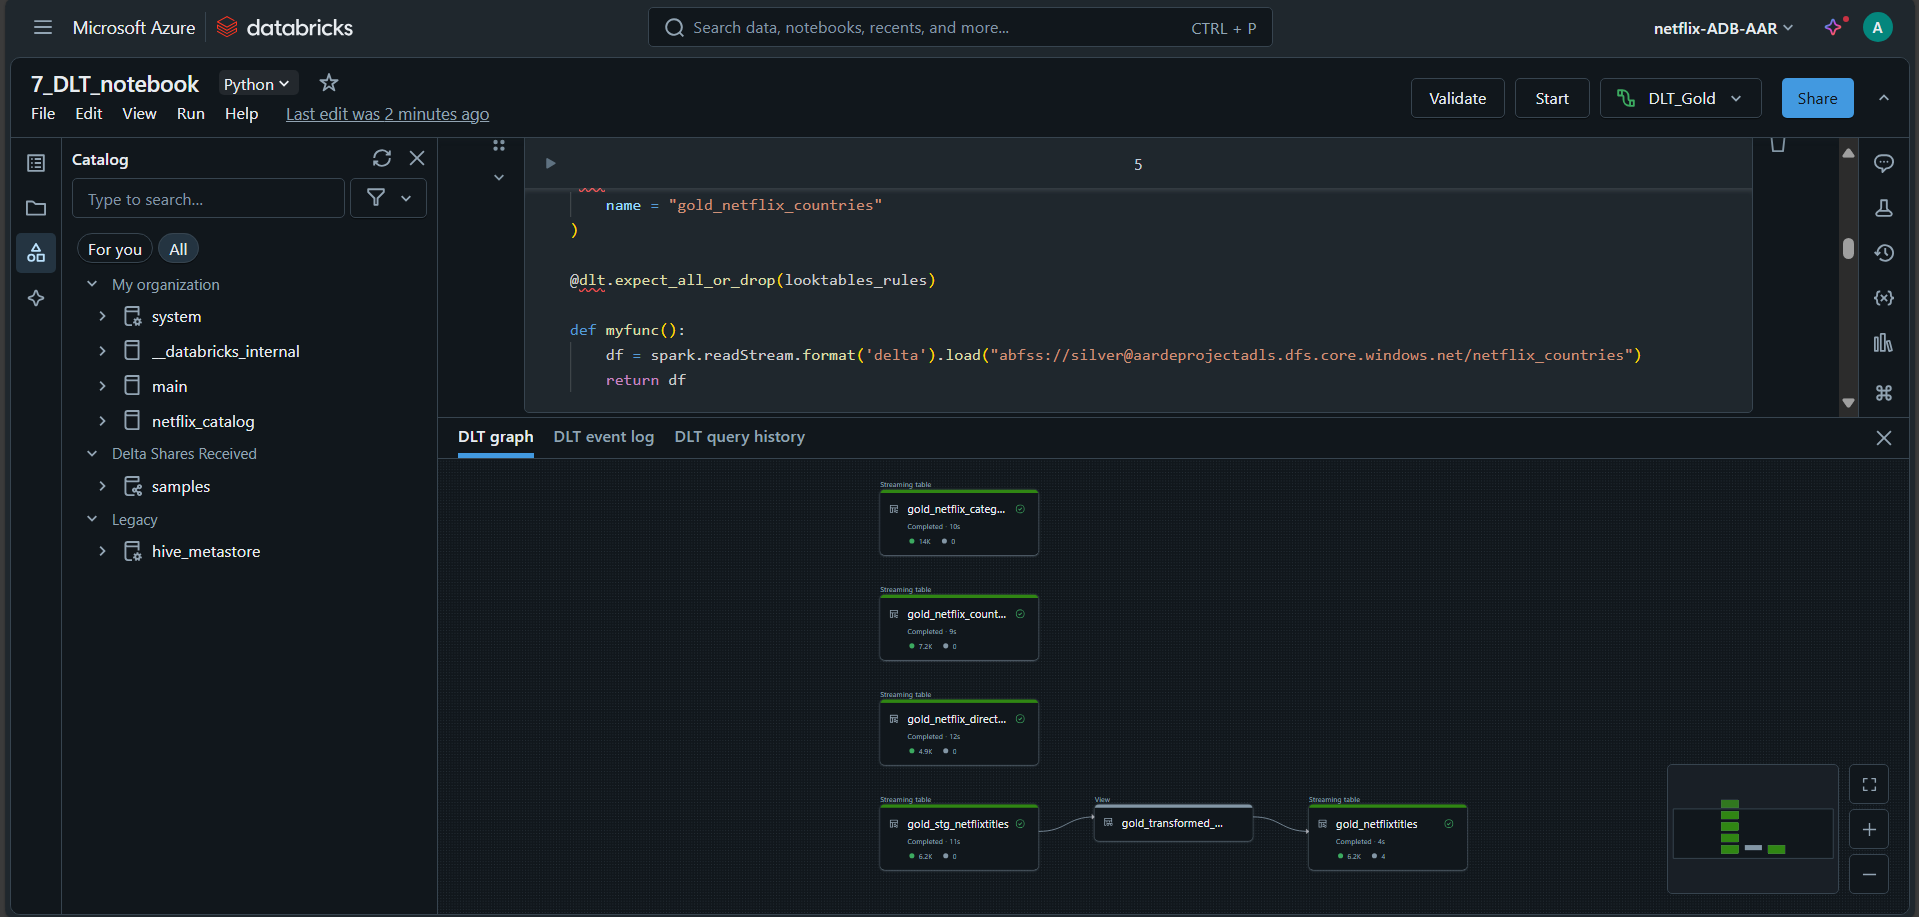 Microsoft Azure databricks
Search data, notebooks, recents, and more... CTRL + P
netflix-ADB-AAR
A
7_DLT_notebook Python
File Edit View Run Help Last edit was 2 minutes ago
Validate Start DLT_Gold Share
Catalog
Type to search...
For you All
My organization
system
__databricks_internal
main
netflix_catalog
Delta Shares Received
samples
Legacy
hive_metastore
5
name = "gold_netflix_countries"
)
@dlt.expect_all_or_drop(looktables_rules)
def myfunc():
df = spark.readStream.format('delta').load("abfss://silver@aardeprojectadls.dfs.core.windows.net/netflix_countries")
return df
DLT graph DLT event log DLT query history
Streaming table
gold_netflix_categ...
Completed · 10s
14K 0
Streaming table
gold_netflix_count...
Completed · 9s
7.2K 0
Streaming table
gold_netflix_direct...
Completed · 12s
4.9K 0
Streaming table
gold_stg_netflixtitles
Completed · 11s
6.2K 0
View
gold_transformed_...
Streaming table
gold_netflixtitles
Completed · 4s
6.2K 4